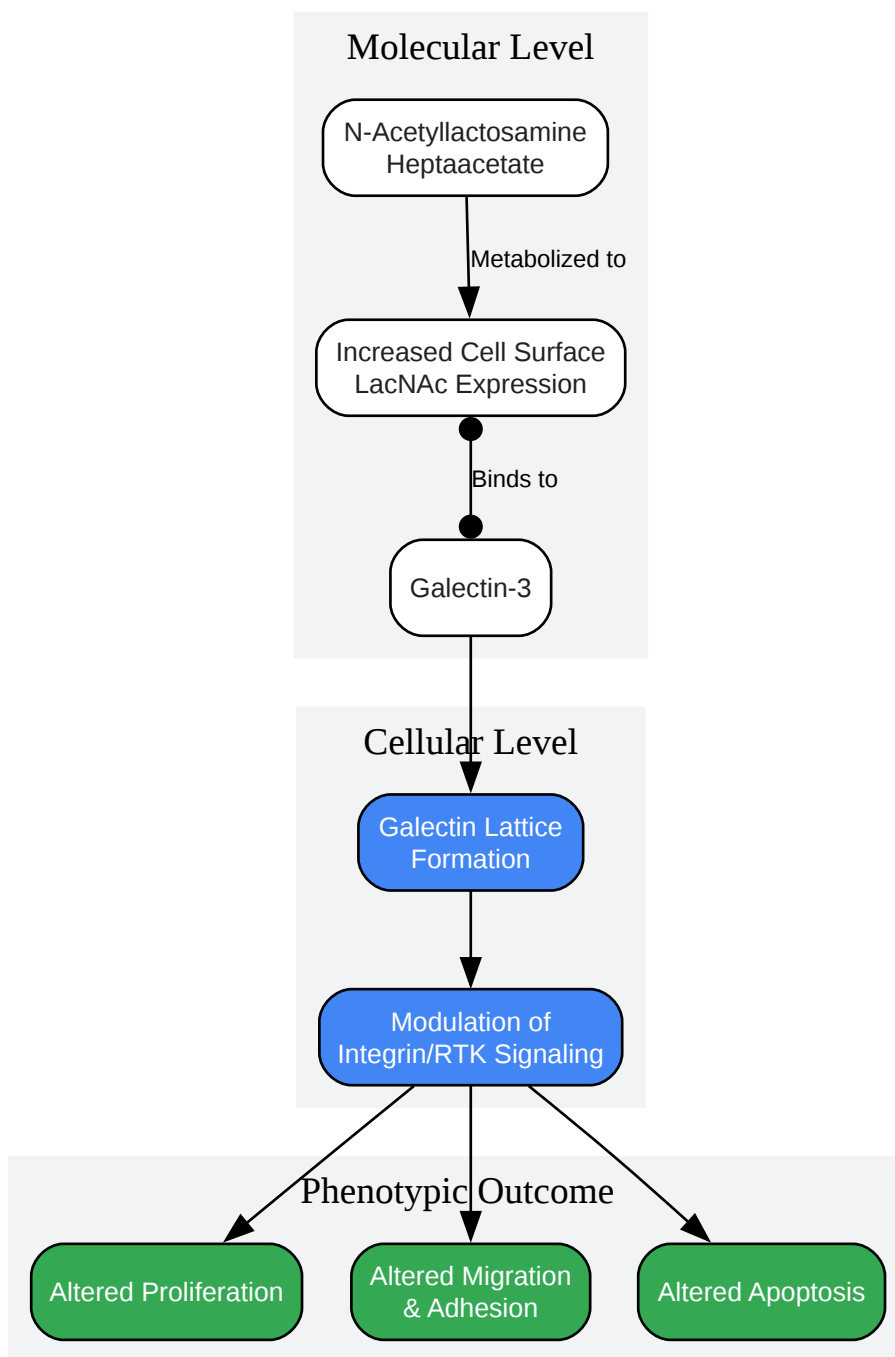 Molecular Level
N-Acetyllactosamine
Heptaacetate
Metabolized to
Increased Cell Surface
LacNAc Expression
Binds to
Galectin-3
Cellular Level
Galectin Lattice
Formation
Modulation of
Integrin/RTK Signaling
Phenotypic Outcome
Altered Proliferation
Altered Migration
& Adhesion
Altered Apoptosis